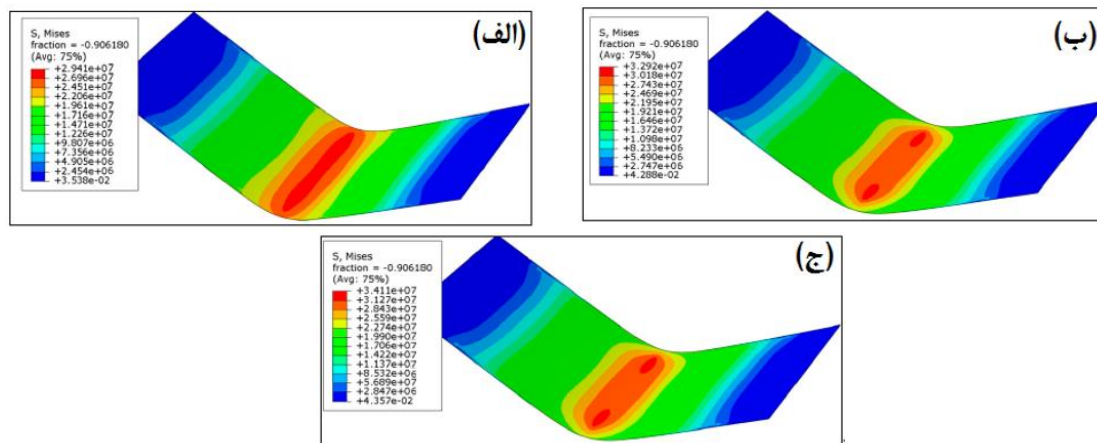 (الف)
S, Mises
fraction = -0.906180
(Avg: 75%)
+2.941e+07
+2.696e+07
+2.451e+07
+2.206e+07
+1.961e+07
+1.716e+07
+1.471e+07
+1.226e+07
+9.807e+06
+7.356e+06
+4.905e+06
+2.454e+06
+3.538e-02
(ب)
S, Mises
fraction = -0.906180
(Avg: 75%)
+3.292e+07
+3.018e+07
+2.743e+07
+2.469e+07
+2.195e+07
+1.921e+07
+1.646e+07
+1.372e+07
+1.098e+07
+8.233e+06
+5.490e+06
+2.747e+06
+4.288e-02
(ج)
S, Mises
fraction = -0.906180
(Avg: 75%)
+3.411e+07
+3.127e+07
+2.843e+07
+2.559e+07
+2.274e+07
+1.990e+07
+1.706e+07
+1.422e+07
+1.137e+07
+8.532e+06
+5.689e+06
+2.847e+06
+4.357e-02